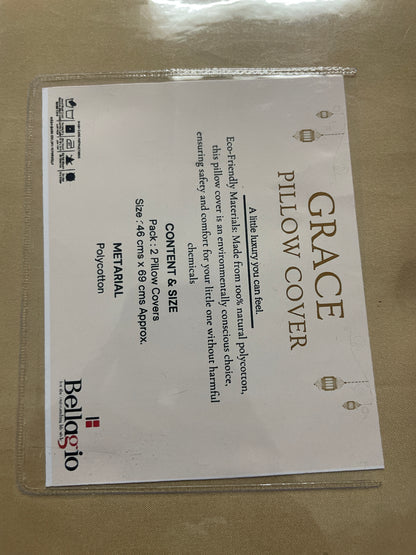 GRACE
PILLOW COVER
A little luxury you can feel.
Eco-Friendly Materials: Made from 100% natural polycotton,
this pillow cover is an environmentally conscious choice,
ensuring safety and comfort for your little one without harmful
chemicals
CONTENT & SIZE
Pack : 2 Pillow Covers
Size : 46 cms x 69 cms Approx.
METARIAL
Polycotton
Bellagio